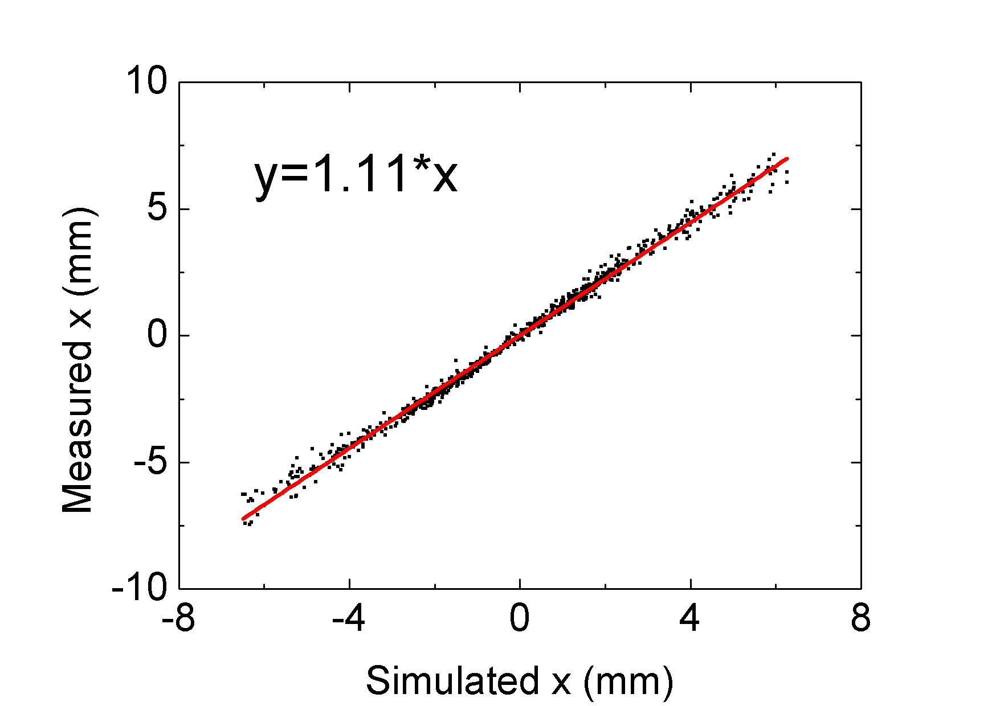 10
y=1.11*x
5
0
-5
-10
Measured x (mm)
-8 -4 0 4 8
Simulated x (mm)